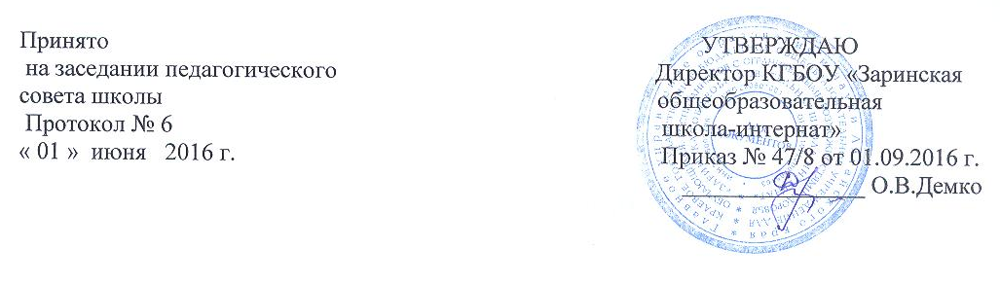 Принято
на заседании педагогического
совета школы
Протокол № 6
« 01 » июня 2016 г.
УТВЕРЖДАЮ
Директор КГБОУ «Заринская
общеобразовательная
школа-интернат»
Приказ № 47/8 от 01.09.2016 г.
О.В.Демко